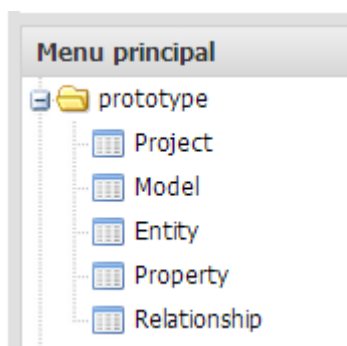 Menu principal
prototype
Project
Model
Entity
Property
Relationship